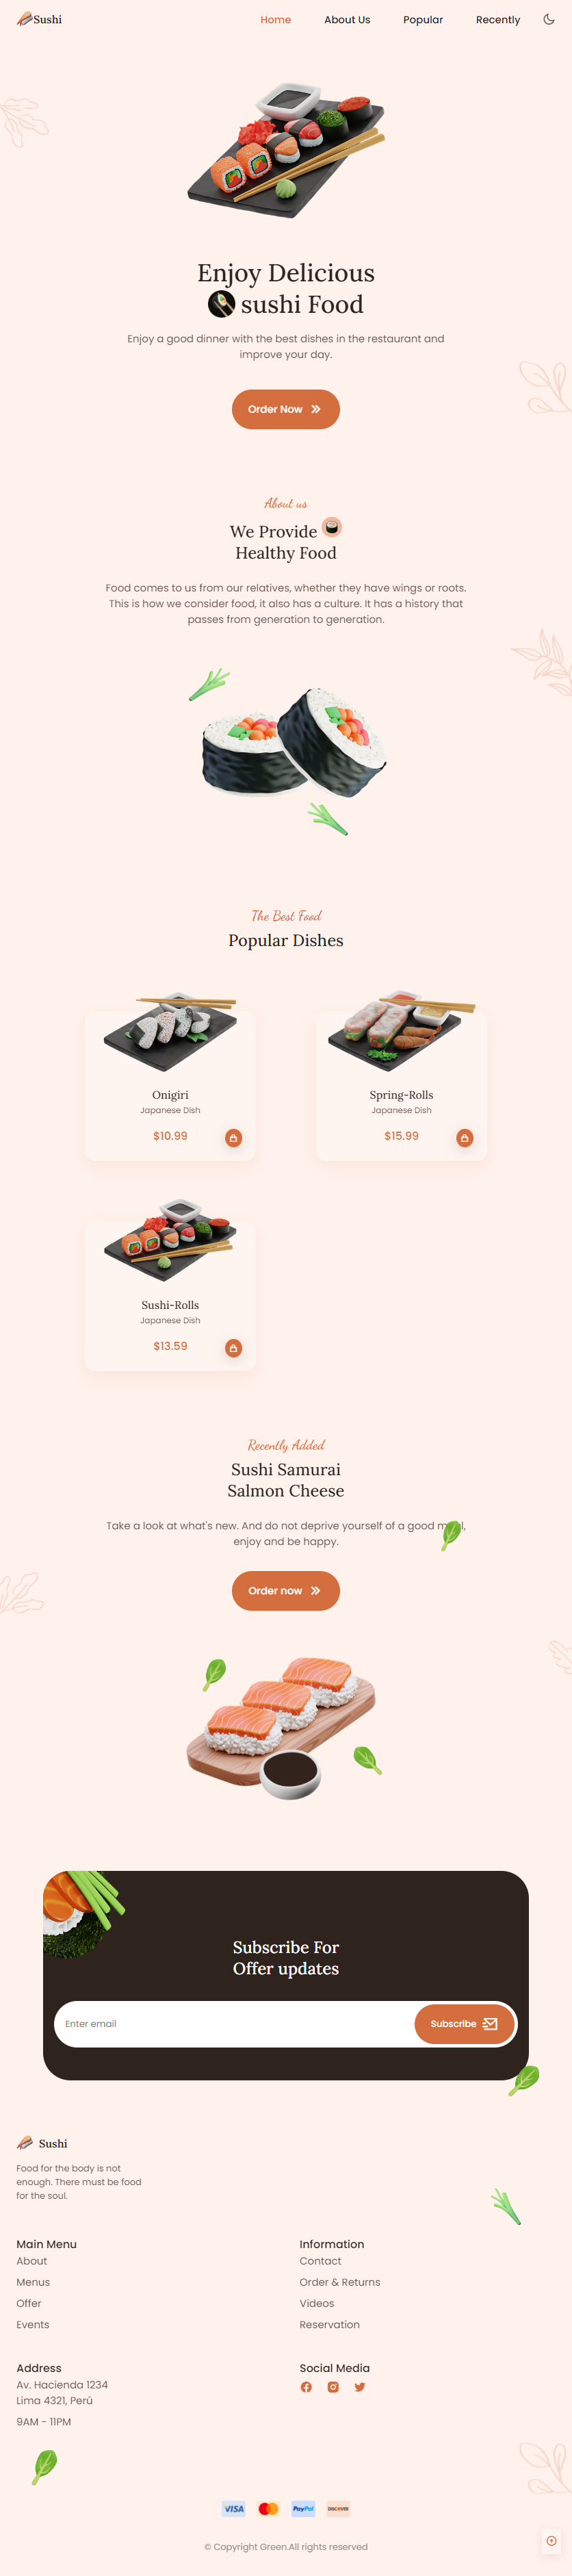 Sushi
Home
About Us
Popular
Recently
Enjoy Delicious
sushi Food
Enjoy a good dinner with the best dishes in the restaurant and
improve your day.
Order Now
About us
We Provide
Healthy Food
Food comes to us from our relatives, whether they have wings or roots.
This is how we consider food, it also has a culture. It has a history that
passes from generation to generation.
The Best Food
Popular Dishes
Onigiri
Japanese Dish
$10.99
Spring-Rolls
Japanese Dish
$15.99
Sushi-Rolls
Japanese Dish
$13.59
Recently Added
Sushi Samurai
Salmon Cheese
Take a look at what's new. And do not deprive yourself of a good
enjoy and be happy.
Order now
Subscribe For
Offer updates
Enter email
Subscribe
Sushi
Food for the body is not
enough. There must be food
for the soul.
Main Menu
About
Menus
Offer
Events
Information
Contact
Order & Returns
Videos
Reservation
Address
Av. Hacienda 1234
Lima 4321, Perú
9AM - 11PM
Social Media
VISA
PayPal
DISCOVER
© Copyright Green.All rights reserved